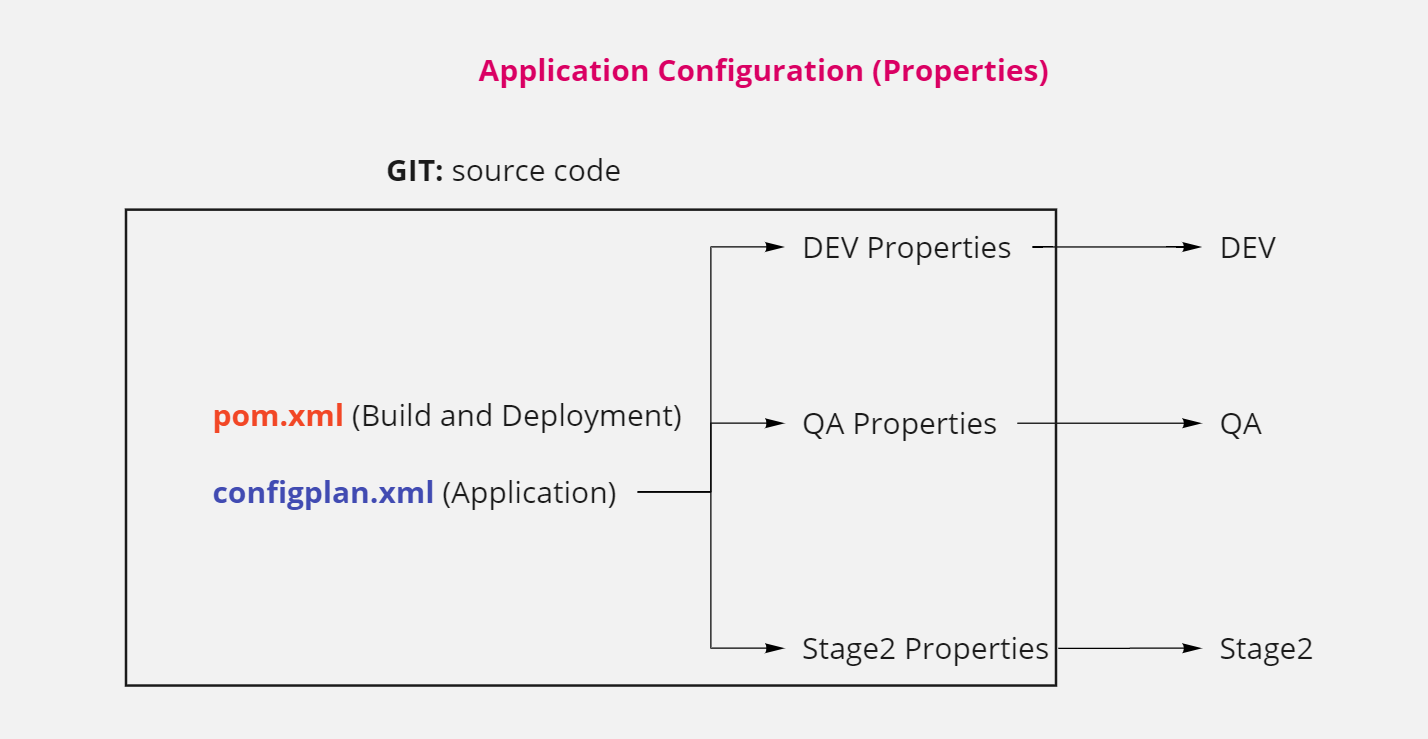 Application Configuration (Properties)
GIT: source code
DEV Properties
DEV
pom.xml (Build and Deployment)
QA Properties
QA
configplan.xml (Application)
Stage2 Properties
Stage2